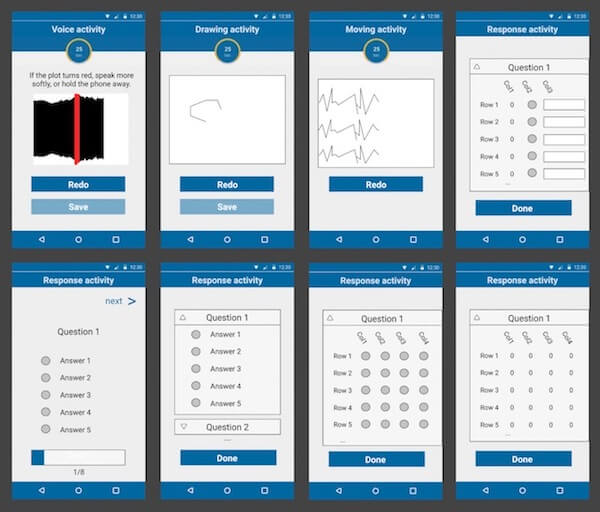 12:30
Voice activity
25
sec
If the plot turns red, speak more
softly, or hold the phone away.
Redo
Save
12:30
Drawing activity
25
sec
Redo
Save
12:30
Moving activity
25
sec
Redo
12:30
Response activity
Question 1
Col1 Col2 Col3
Row 1 0
Row 2 0
Row 3 0
Row 4 0
Row 5 0
...
Done
12:30
Response activity
next >
Question 1
Answer 1
Answer 2
Answer 3
Answer 4
Answer 5
1/8
12:30
Response activity
Question 1
Answer 1
Answer 2
Answer 3
Answer 4
Answer 5
Question 2
...
Done
12:30
Response activity
Question 1
Col1 Col2 Col3 Col4
Row 1
Row 2
Row 3
Row 4
Row 5
...
Done
12:30
Response activity
Question 1
Col1 Col2 Col3 Col4
Row 1 0 0 0 0
Row 2 0 0 0 0
Row 3 0 0 0 0
Row 4 0 0 0 0
Row 5 0 0 0 0
...
Done